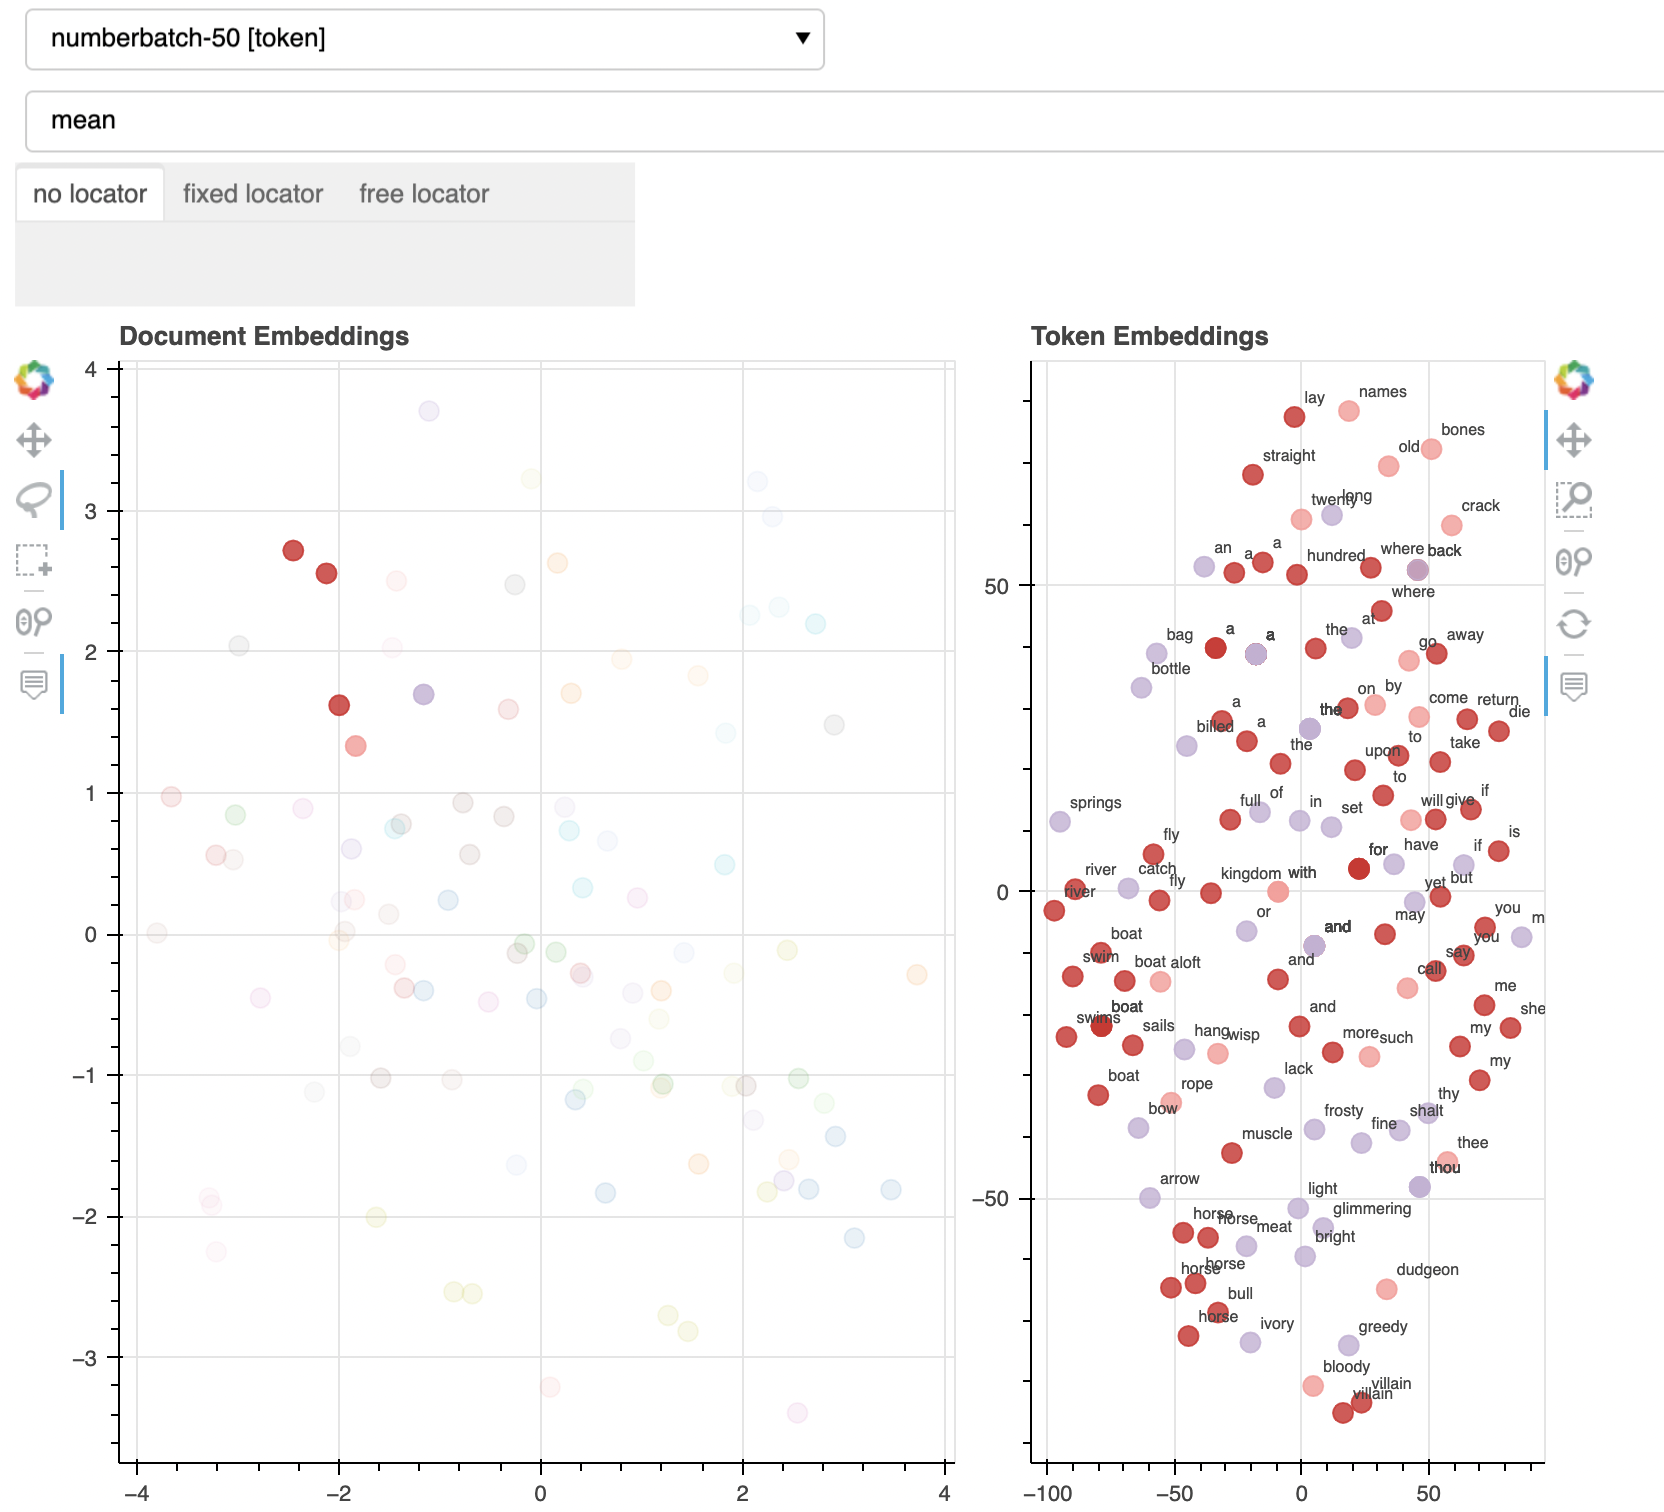 numberbatch-50 [token]
mean
no locator fixed locator free locator
Document Embeddings
4
3
2
1
0
−1
−2
−3
−4 −2 0 2 4
Token Embeddings
50
0
−50
−100 −50 0 50
lay names
bones
old
straight
twenty long
crack
an a a hundred where back
where
bag a a the at go away
bottle
on by come return
a the die
billed a the upon to take
to
springs full of in set will give if
fly for have if is
river catch fly kingdom with yet but
river
or and may you m
boat you
swim boat aloft and say
call
me
boat and she
swims sails hang wisp more such my
lack my
boat rope thy
bow frosty fine shalt
muscle thee
thou
arrow light
horse horse meat glimmering
bright
horse horse dudgeon
bull
horse ivory greedy
bloody
villain
villain